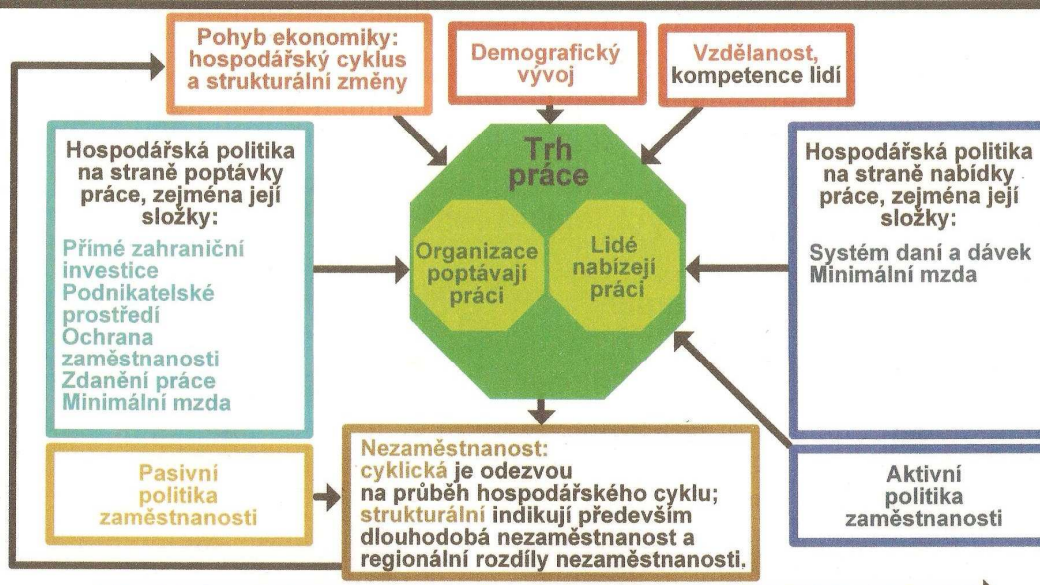 Pohyb ekonomiky:
hospodářský cyklus
a strukturální změny
Demografický
vývoj
Vzdělanost,
kompetence lidí
Hospodářská politika
na straně poptávky
práce, zejména její
složky:
Přímé zahraniční
investice
Podnikatelské
prostředí
Ochrana
zaměstnanosti
Zdanění práce
Minimální mzda
Trh
práce
Organizace
poptávají
práci
Lidé
nabízejí
práci
Hospodářská politika
na straně nabídky
práce, zejména její
složky:
Systém daní a dávek
Minimální mzda
Pasivní
politika
zaměstnanosti
Nezaměstnanost:
cyklická je odezvou
na průběh hospodářského cyklu;
strukturální indikují především
dlouhodobá nezaměstnanost a
regionální rozdíly nezaměstnanosti.
Aktivní
politika
zaměstnanosti